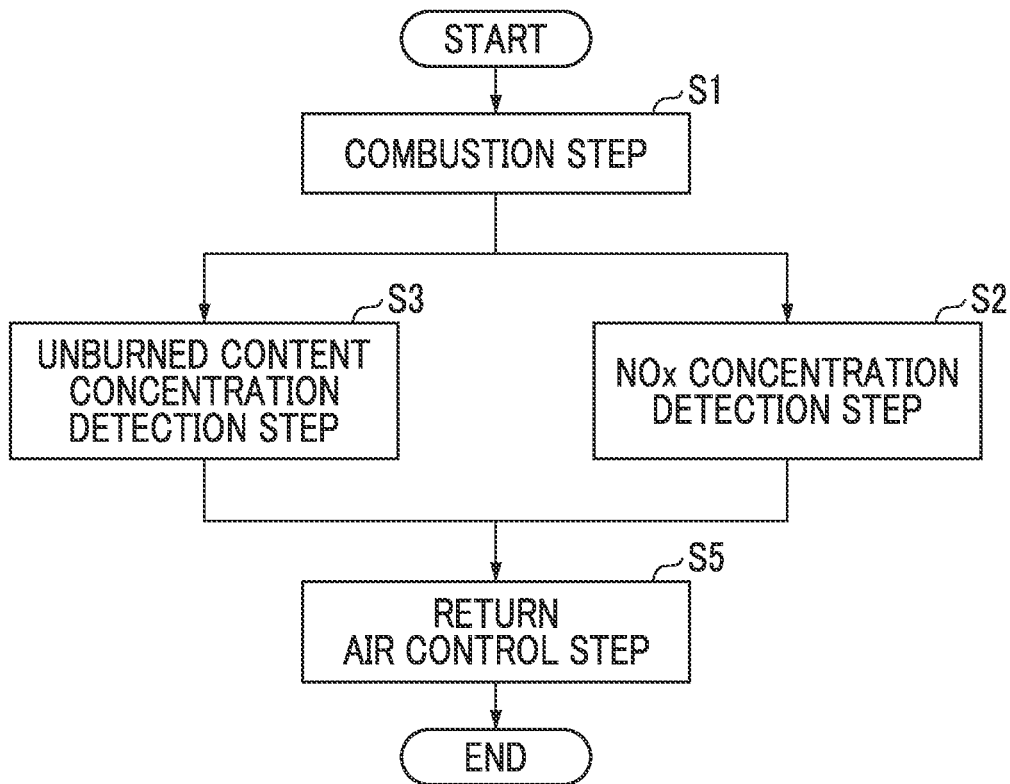 START
S1
COMBUSTION STEP
S3
UNBURNED CONTENT
CONCENTRATION
DETECTION STEP
S2
NOx CONCENTRATION
DETECTION STEP
S5
RETURN
AIR CONTROL STEP
END